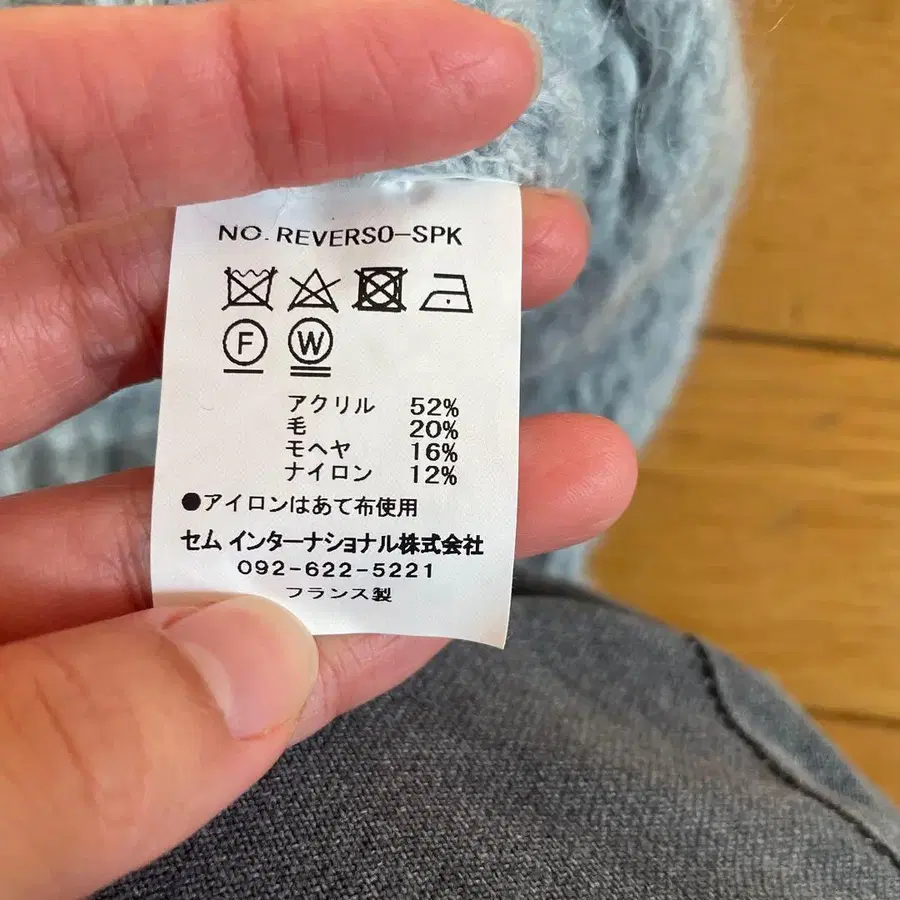 NO. REVERSO-SPK
F W
アクリル 52%
毛 20%
モヘヤ 16%
ナイロン 12%
●アイロンはあて布使用
セム インターナショナル株式会社
092-622-5221
フランス製